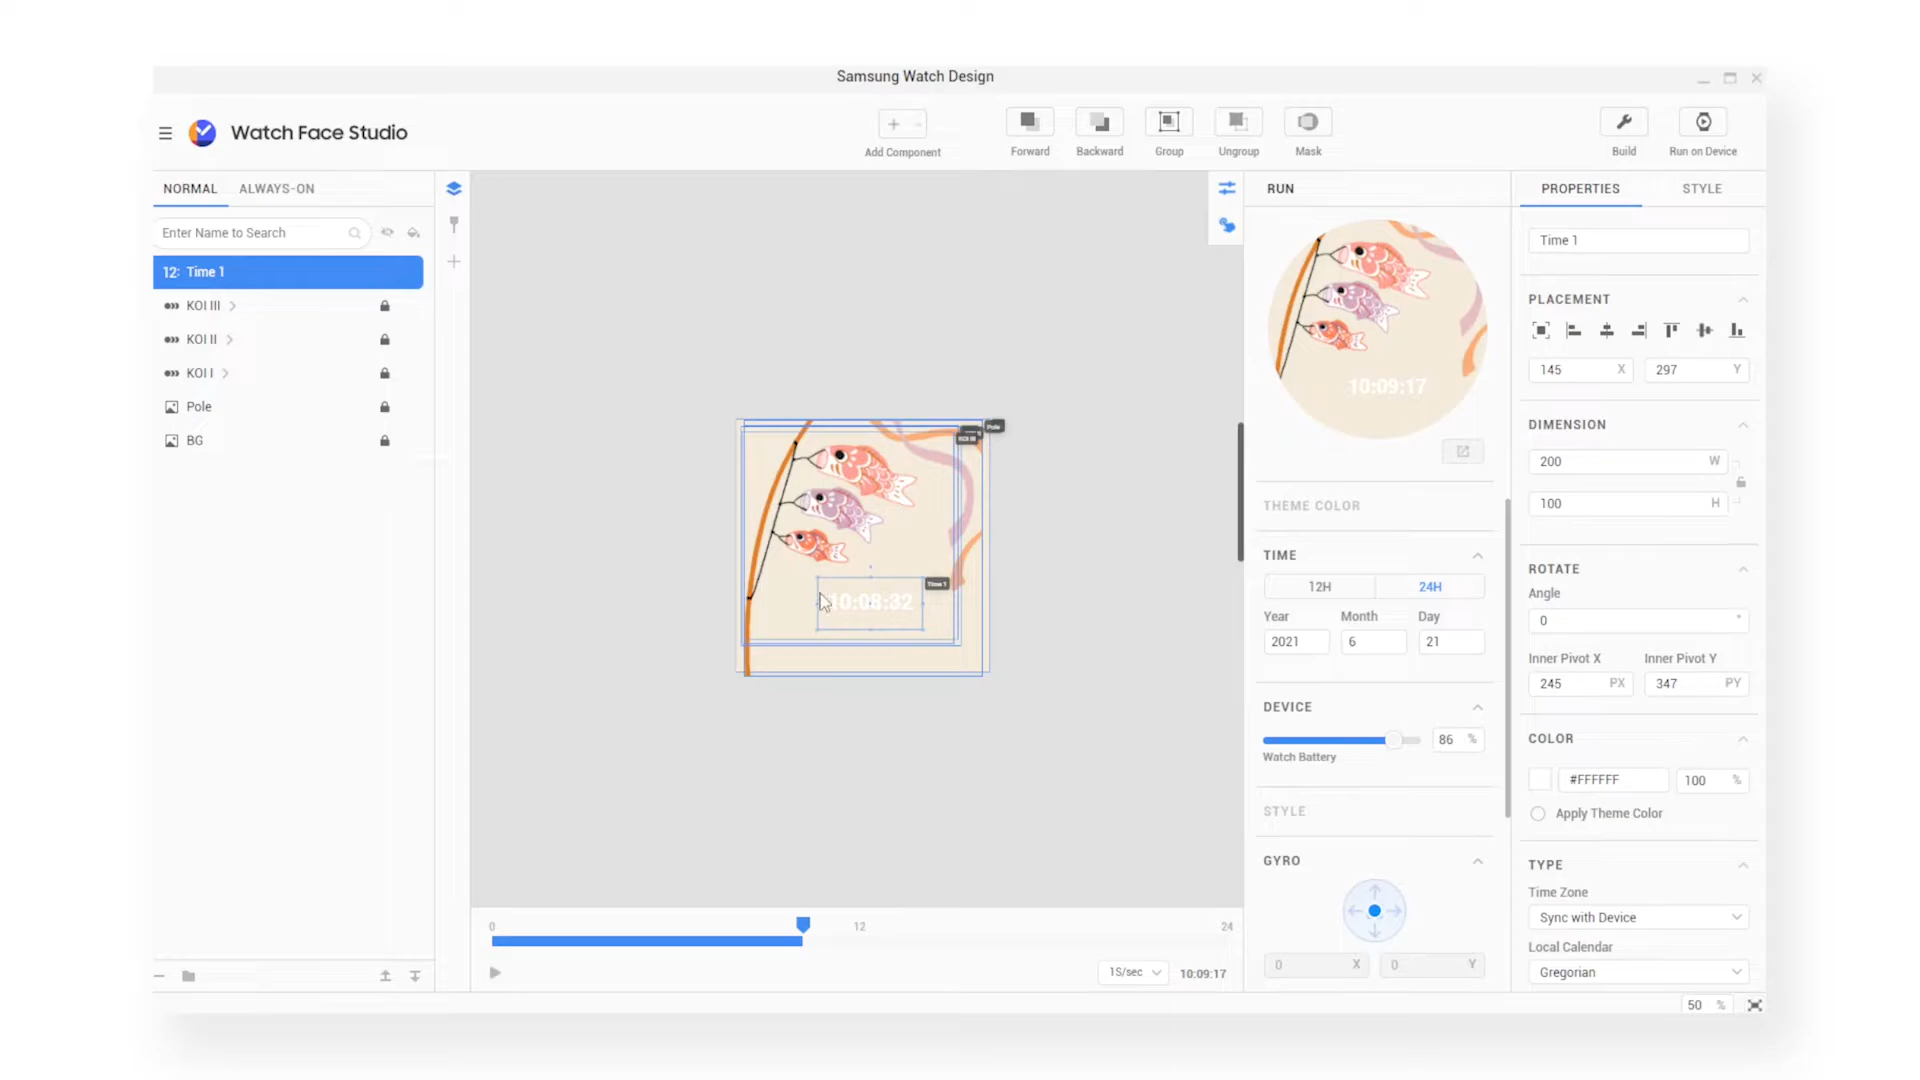 Samsung Watch Design
Watch Face Studio
Add Component
Forward
Backward
Group
Ungroup
Mask
Build
Run on Device
NORMAL
ALWAYS-ON
Enter Name to Search
12: Time 1
KOI III
KOI II
KOI I
Pole
BG
Pole
KOI III
Time 1
10:08:32
0
12
24
1S/sec
10:09:17
RUN
10:09:17
THEME COLOR
TIME
12H
24H
Year
Month
Day
2021
6
21
DEVICE
86 %
Watch Battery
STYLE
GYRO
0 X
0 Y
PROPERTIES
STYLE
Time 1
PLACEMENT
145 X
297 Y
DIMENSION
200 W
100 H
ROTATE
Angle
0 °
Inner Pivot X
Inner Pivot Y
245 PX
347 PY
COLOR
#FFFFFF
100 %
Apply Theme Color
TYPE
Time Zone
Sync with Device
Local Calendar
Gregorian
50 %